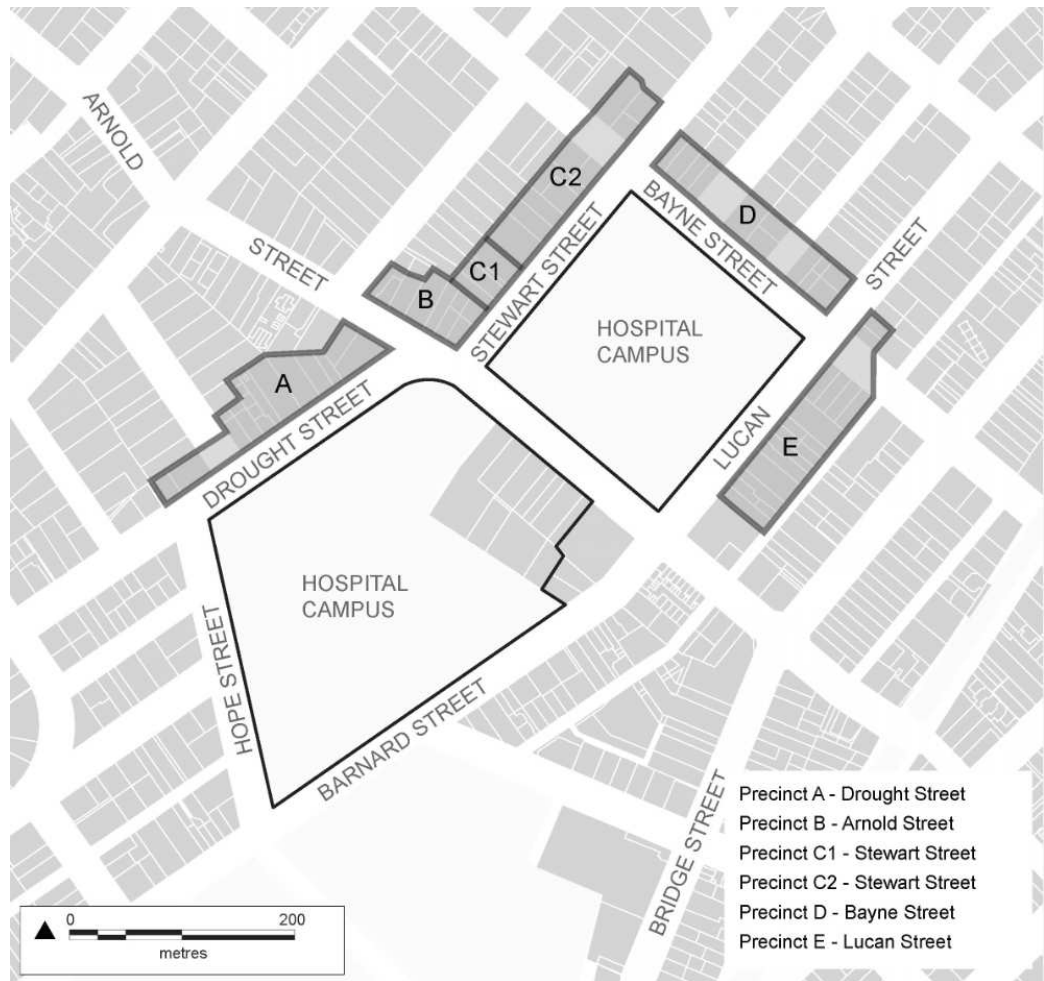 ARNOLD
STREET
C2
C1
B
A
D
E
BAYNE STREET
STREET
STEWART STREET
HOSPITAL
CAMPUS
LUCAN
DROUGHT STREET
HOSPITAL
CAMPUS
HOPE STREET
BARNARD STREET
BRIDGE STREET
Precinct A - Drought Street
Precinct B - Arnold Street
Precinct C1 - Stewart Street
Precinct C2 - Stewart Street
Precinct D - Bayne Street
Precinct E - Lucan Street
0 200
metres